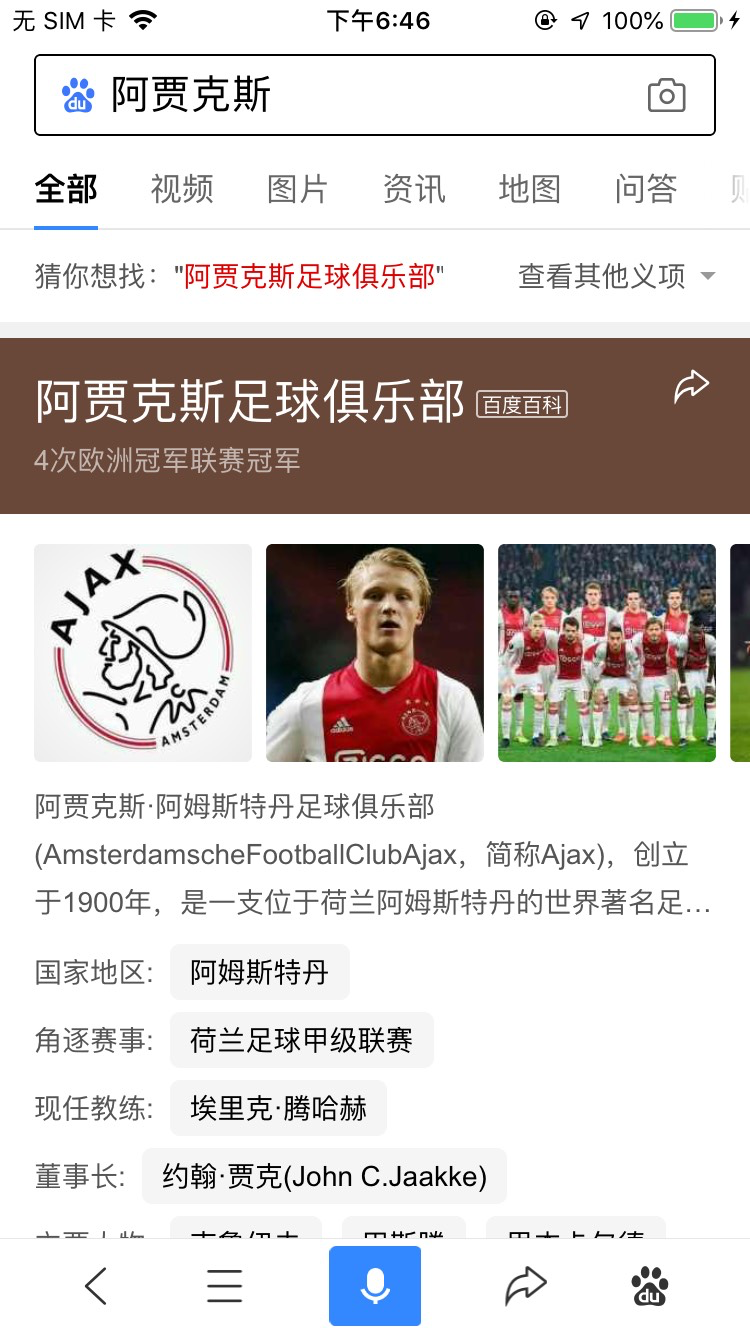 无 SIM 卡 下午6:46 100%
du 阿贾克斯
全部 视频 图片 资讯 地图 问答
猜你想找："阿贾克斯足球俱乐部" 查看其他义项
阿贾克斯足球俱乐部 百度百科
4次欧洲冠军联赛冠军
AJAX
AMSTERDAM
adidas
阿贾克斯·阿姆斯特丹足球俱乐部
(AmsterdamscheFootballClubAjax，简称Ajax)，创立
于1900年，是一支位于荷兰阿姆斯特丹的世界著名足...
国家地区: 阿姆斯特丹
角逐赛事: 荷兰足球甲级联赛
现任教练: 埃里克·腾哈赫
董事长: 约翰·贾克(John C.Jaakke)
du